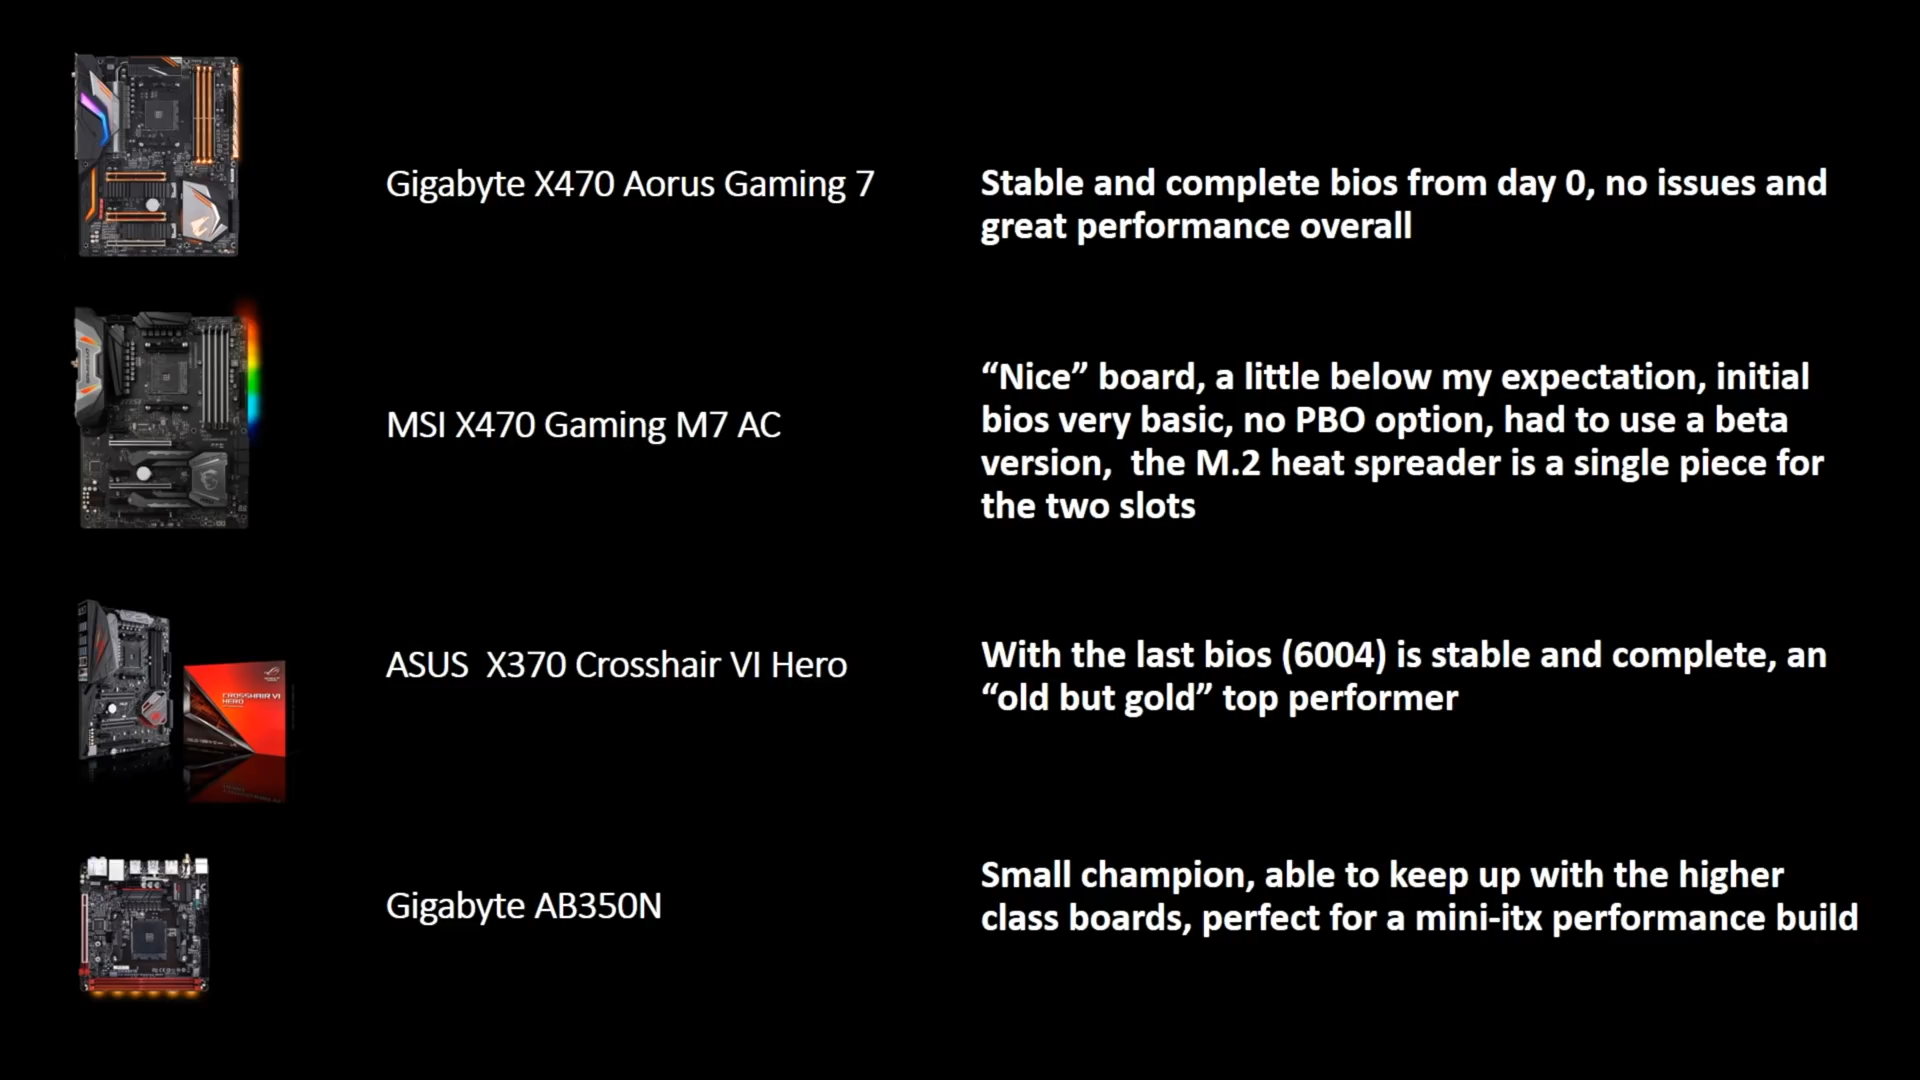 Gigabyte X470 Aorus Gaming 7
Stable and complete bios from day 0, no issues and
great performance overall
MSI X470 Gaming M7 AC
“Nice” board, a little below my expectation, initial
bios very basic, no PBO option, had to use a beta
version,  the M.2 heat spreader is a single piece for
the two slots
ASUS  X370 Crosshair VI Hero
With the last bios (6004) is stable and complete, an
“old but gold” top performer
CROSSHAIR VI
HERO
Gigabyte AB350N
Small champion, able to keep up with the higher
class boards, perfect for a mini-itx performance build